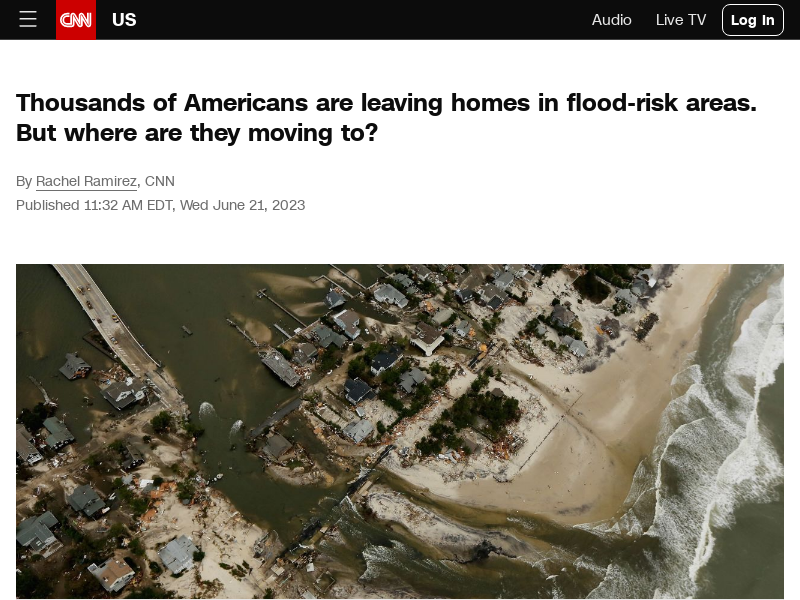 CNN US Audio Live TV Log In
Thousands of Americans are leaving homes in flood-risk areas.
But where are they moving to?
By Rachel Ramirez, CNN
Published 11:32 AM EDT, Wed June 21, 2023